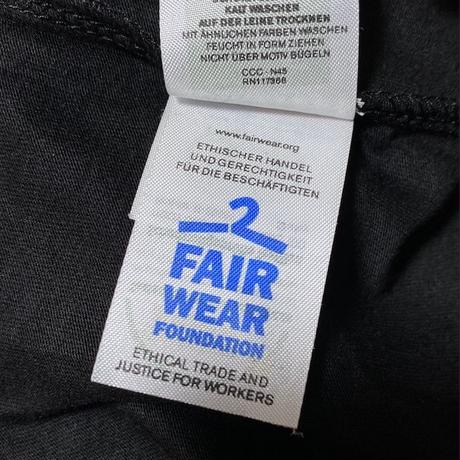 KALT WASCHEN
AUF DER LEINE TROCKNEN
MIT ÄHNLICHEN FARBEN WASCHEN
FEUCHT IN FORM ZIEHEN
NICHT ÜBER MOTIV BÜGELN
CCC - N45
RN117366
www.fairwear.org
ETHISCHER HANDEL
UND GERECHTIGKEIT
FÜR DIE BESCHÄFTIGTEN
FAIR
WEAR
FOUNDATION
ETHICAL TRADE AND
JUSTICE FOR WORKERS